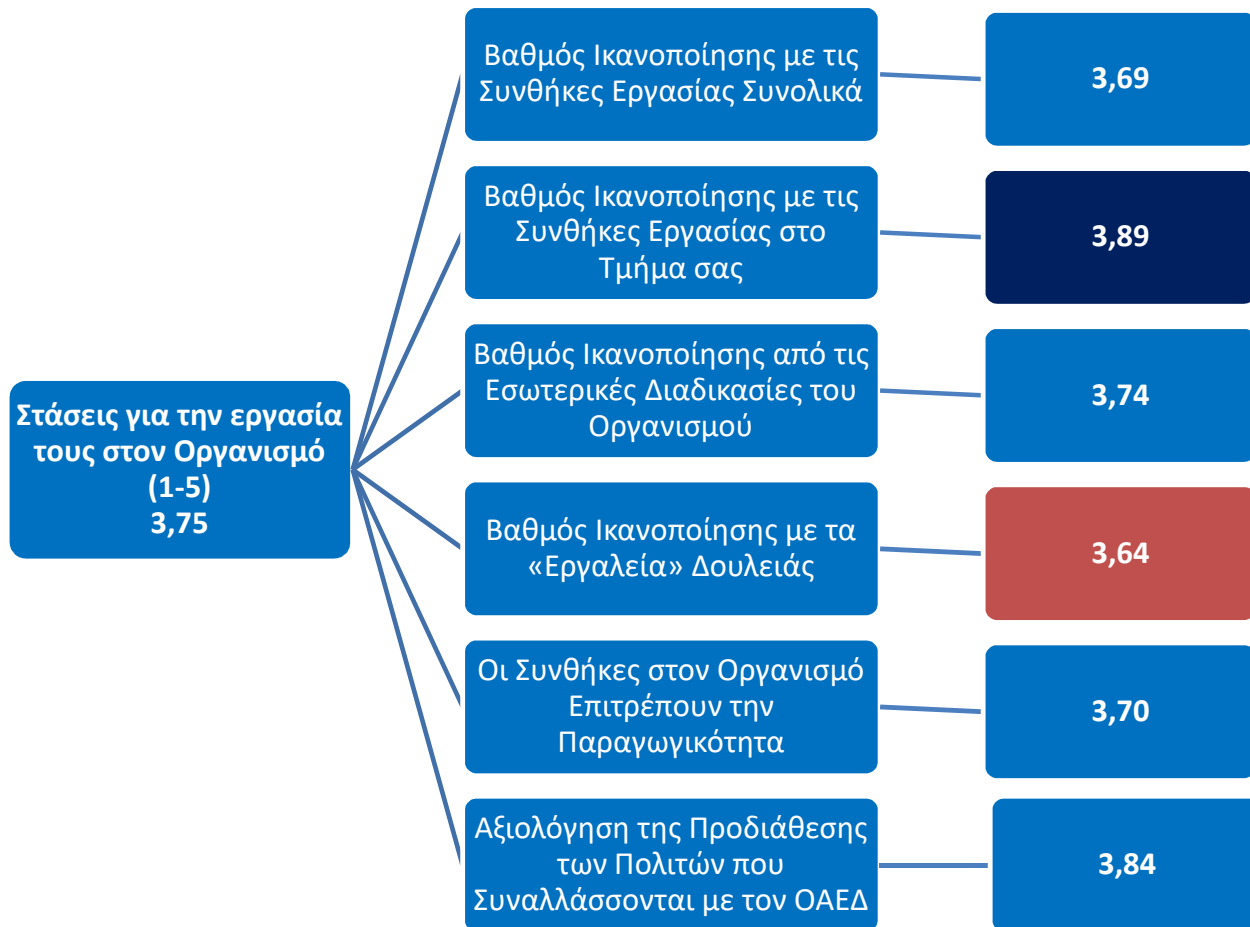 Βαθμός Ικανοποίησης με τις
Συνθήκες Εργασίας Συνολικά
3,69
Βαθμός Ικανοποίησης με τις
Συνθήκες Εργασίας στο
Τμήμα σας
3,89
Βαθμός Ικανοποίησης από τις
Εσωτερικές Διαδικασίες του
Οργανισμού
3,74
Στάσεις για την εργασία
τους στον Οργανισμό
(1-5)
3,75
Βαθμός Ικανοποίησης με τα
«Εργαλεία» Δουλειάς
3,64
Οι Συνθήκες στον Οργανισμό
Επιτρέπουν την
Παραγωγικότητα
3,70
Αξιολόγηση της Προδιάθεσης
των Πολιτών που
Συναλλάσσονται με τον ΟΑΕΔ
3,84